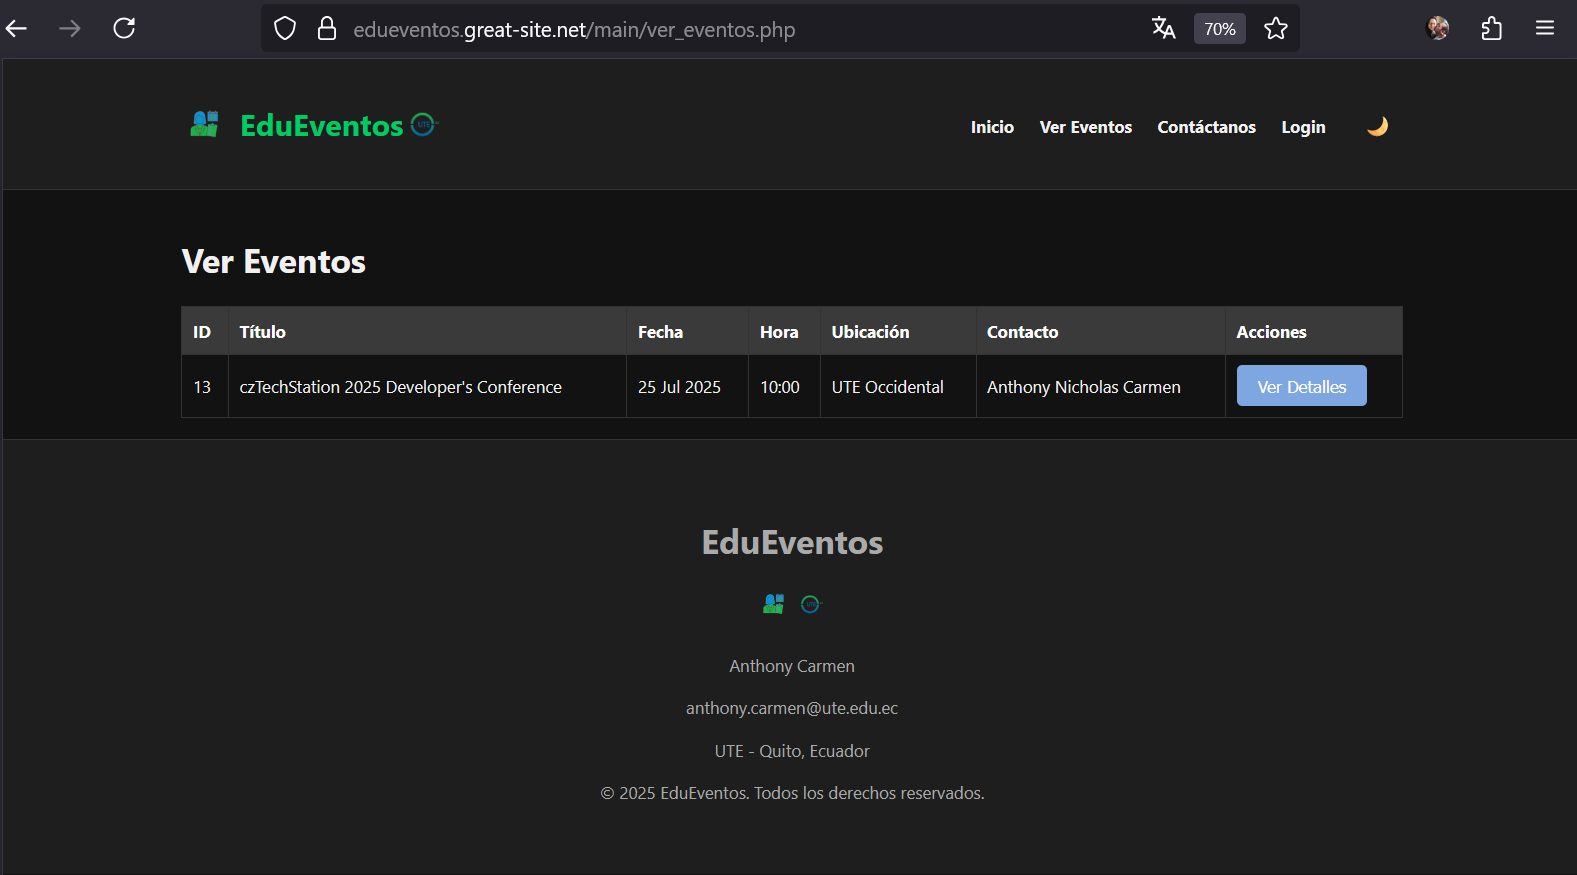 edueventos.great-site.net/main/ver_eventos.php 70%
EduEventos UTE Inicio Ver Eventos Contáctanos Login
Ver Eventos
ID Título Fecha Hora Ubicación Contacto Acciones
13 czTechStation 2025 Developer's Conference 25 Jul 2025 10:00 UTE Occidental Anthony Nicholas Carmen Ver Detalles
EduEventos
UTE
Anthony Carmen
anthony.carmen@ute.edu.ec
UTE - Quito, Ecuador
© 2025 EduEventos. Todos los derechos reservados.